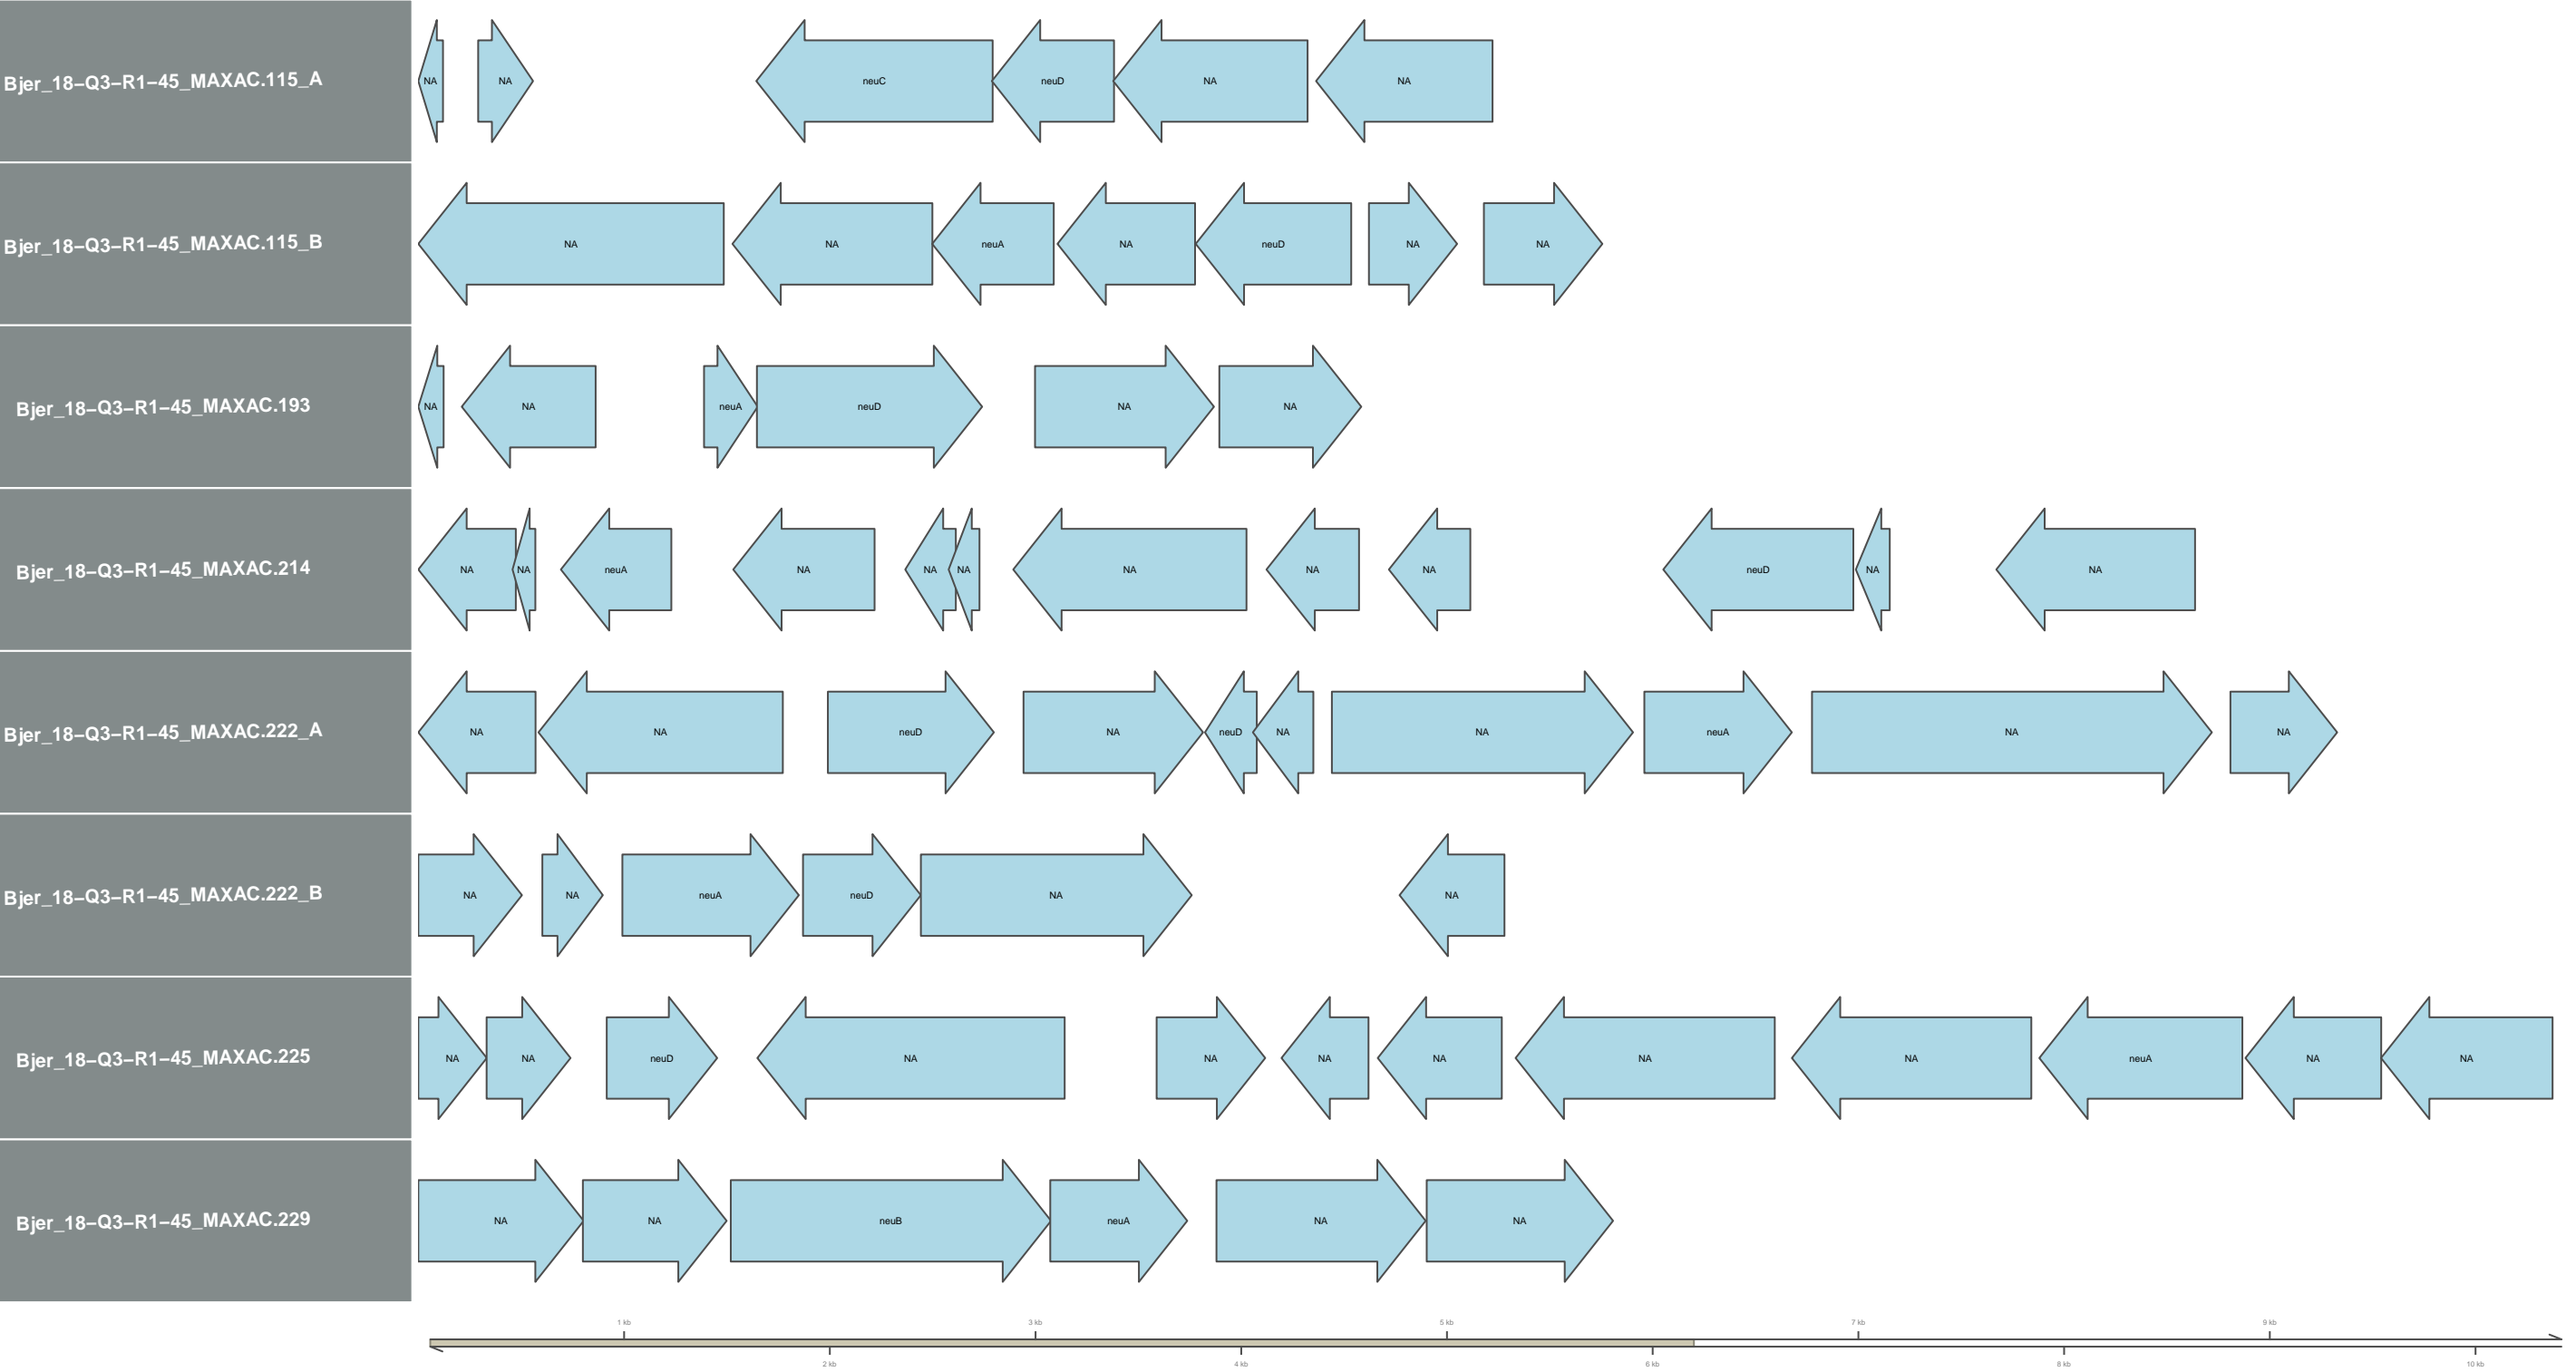 Bjer_18-Q3-R1-45_MAXAC.115_A
NA NA neuC neuD NA NA
Bjer_18-Q3-R1-45_MAXAC.115_B
NA NA neuA NA neuD NA NA
Bjer_18-Q3-R1-45_MAXAC.193
NA NA neuA neuD NA NA
Bjer_18-Q3-R1-45_MAXAC.214
NA NA neuA NA NA NA NA NA NA neuD NA NA
Bjer_18-Q3-R1-45_MAXAC.222_A
NA NA neuD NA neuD NA NA neuA NA NA
Bjer_18-Q3-R1-45_MAXAC.222_B
NA NA neuA neuD NA NA
Bjer_18-Q3-R1-45_MAXAC.225
NA NA neuD NA NA NA NA NA NA neuA NA NA
Bjer_18-Q3-R1-45_MAXAC.229
NA NA neuB neuA NA NA
1 kb 3 kb 5 kb 7 kb 9 kb
2 kb 4 kb 6 kb 8 kb 10 kb